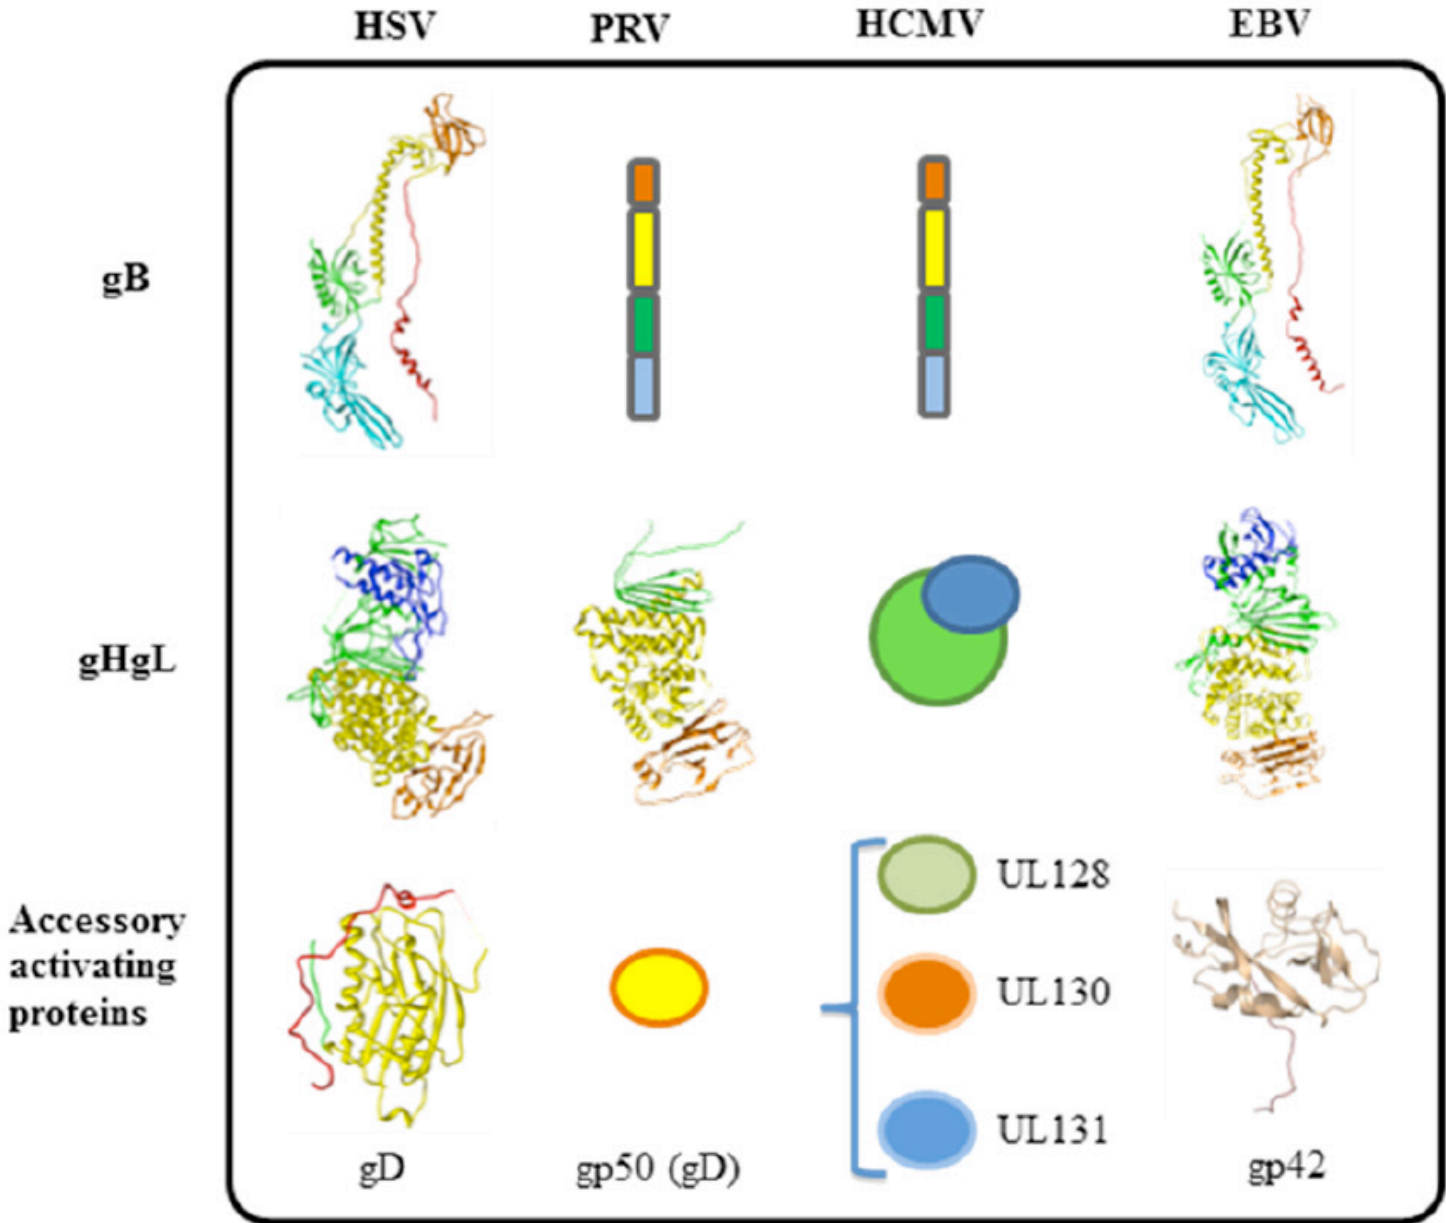 HSV PRV HCMV EBV
gB
gHgL
Accessory
activating
proteins
UL128
UL130
UL131
gD gp50 (gD) gp42